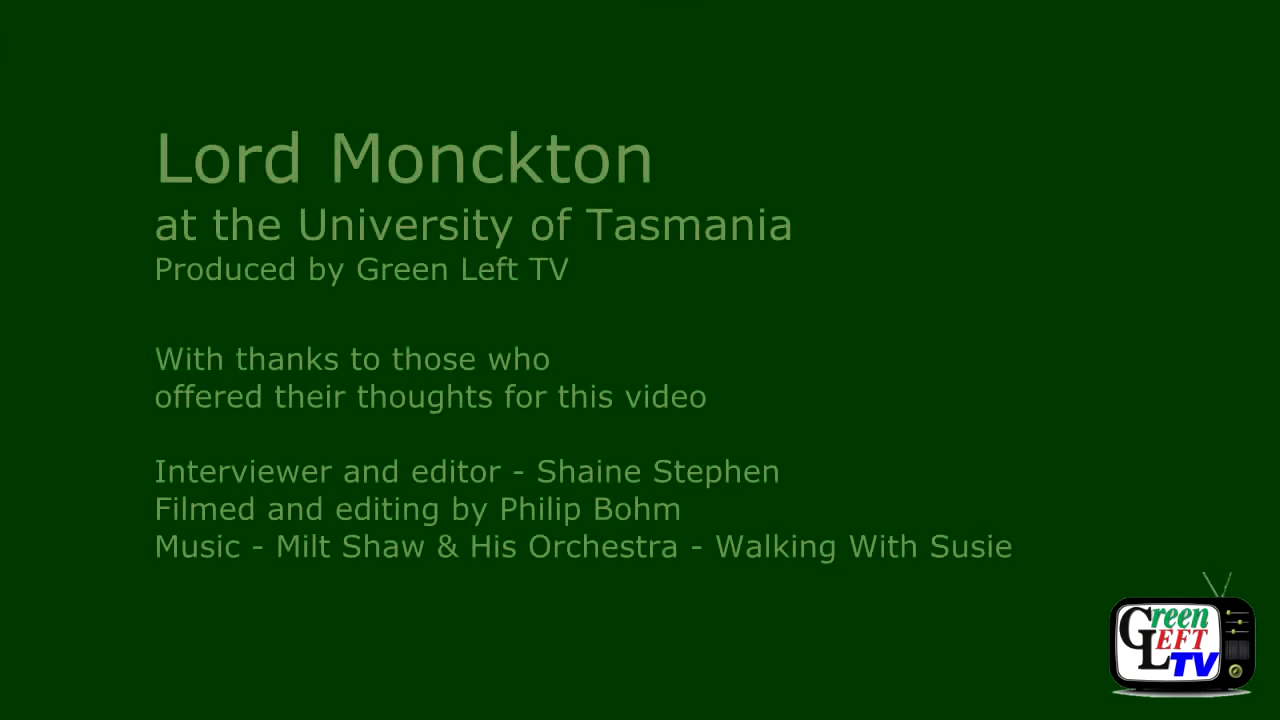 Lord Monckton
at the University of Tasmania
Produced by Green Left TV
With thanks to those who
offered their thoughts for this video
Interviewer and editor - Shaine Stephen
Filmed and editing by Philip Bohm
Music - Milt Shaw & His Orchestra - Walking With Susie
Green
LEFT
TV